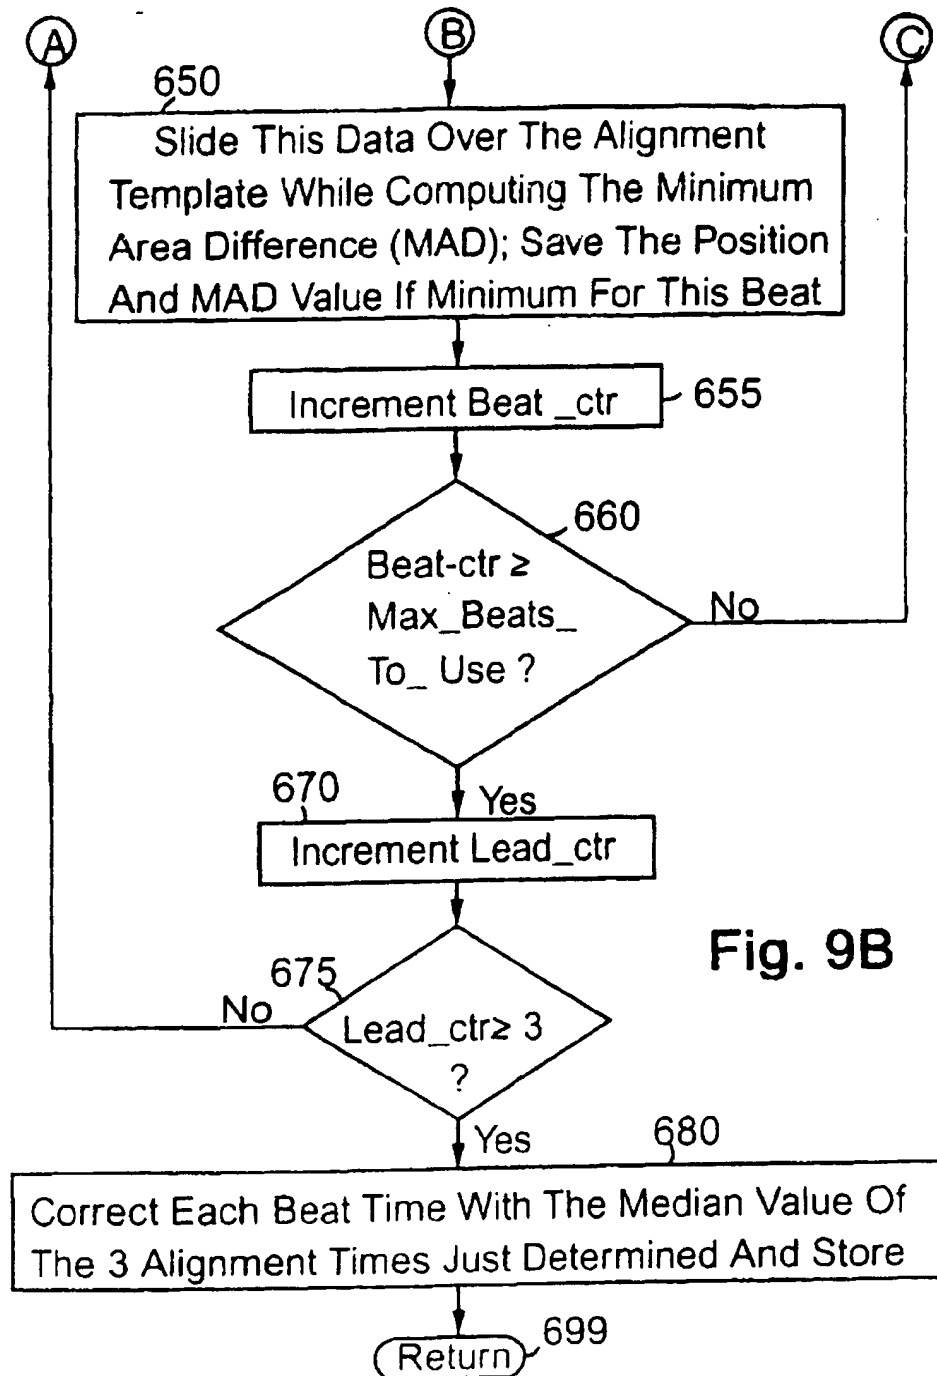 A
B
C
650
Slide This Data Over The Alignment
Template While Computing The Minimum
Area Difference (MAD); Save The Position
And MAD Value If Minimum For This Beat
Increment Beat _ctr
655
660
Beat-ctr ≥
Max_Beats_
To_ Use ?
No
Yes
670
Increment Lead_ctr
Fig. 9B
675
No
Lead_ctr≥ 3
?
Yes
680
Correct Each Beat Time With The Median Value Of
The 3 Alignment Times Just Determined And Store
Return
699